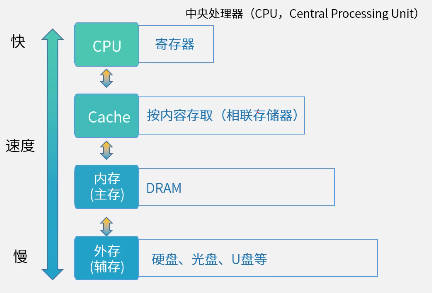 中央处理器（CPU，Central Processing Unit）
快
CPU
寄存器
Cache
按内容存取（相联存储器）
速度
内存
(主存)
DRAM
慢
外存
(辅存)
硬盘、光盘、U盘等